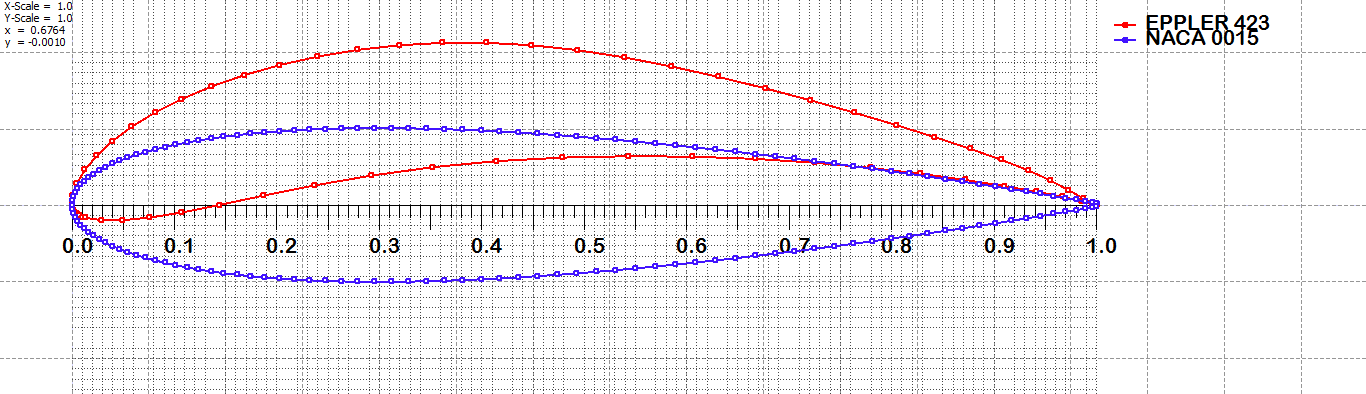 X-Scale = 1.0
Y-Scale = 1.0
x = 0.6764
y = -0.0010
EPPLER 423
NACA 0015
0.0 0.1 0.2 0.3 0.4 0.5 0.6 0.7 0.8 0.9 1.0